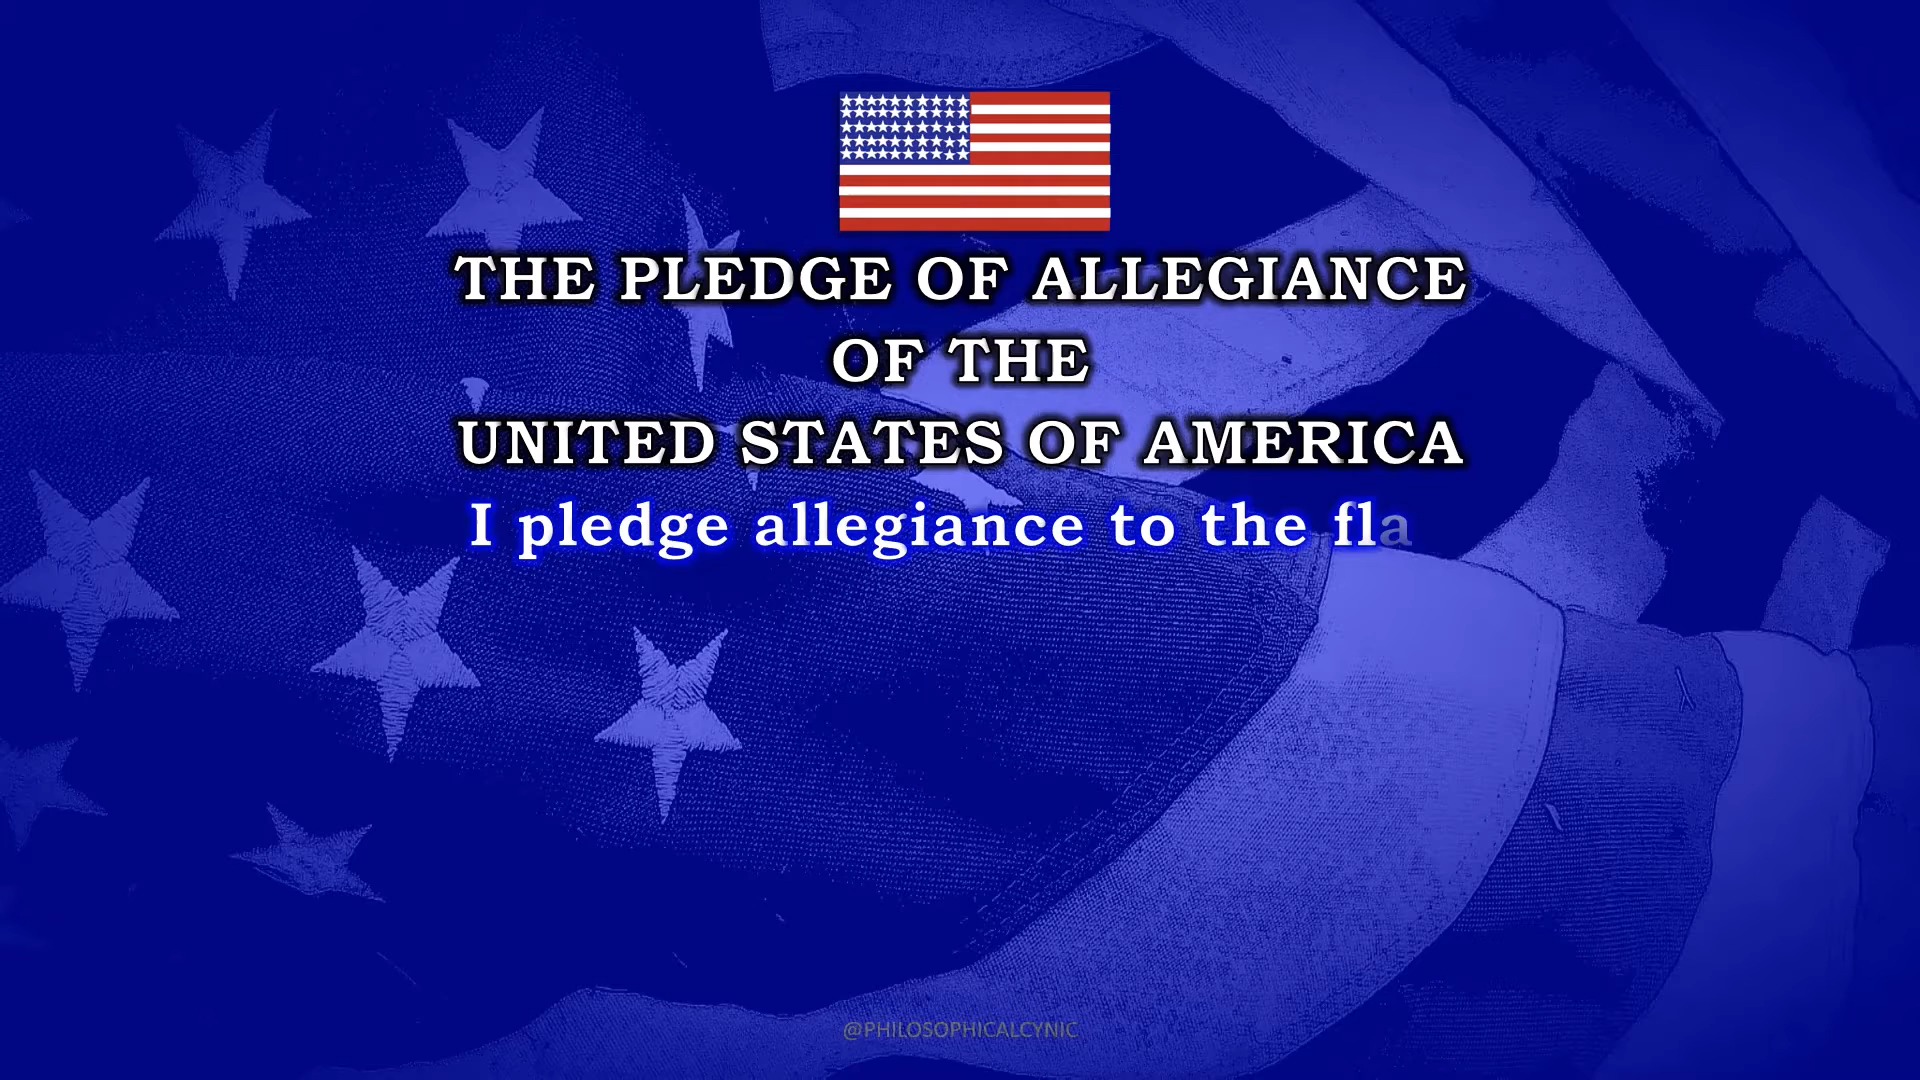 THE PLEDGE OF ALLEGIANCE
OF THE
UNITED STATES OF AMERICA
I pledge allegiance to the fla
@PHILOSOPHICALCYNIC